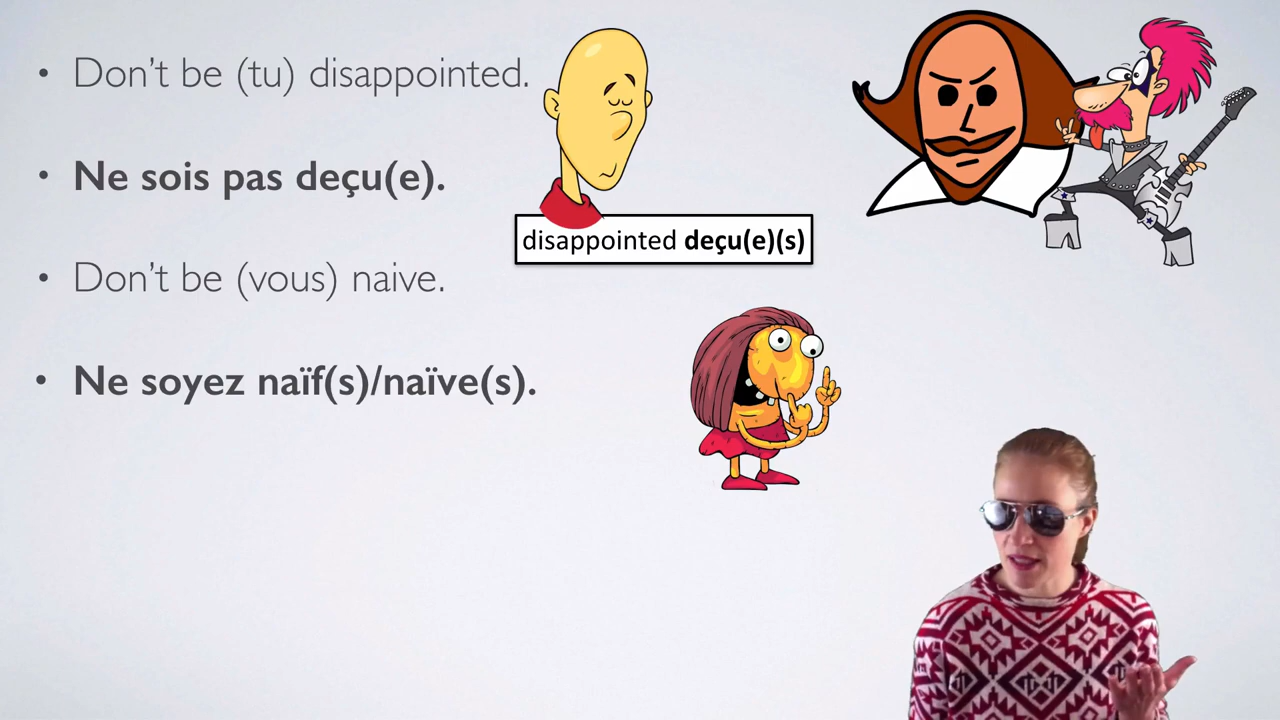 • Don't be (tu) disappointed.
• Ne sois pas deçu(e).
disappointed deçu(e)(s)
• Don't be (vous) naive.
• Ne soyez naïf(s)/naïve(s).